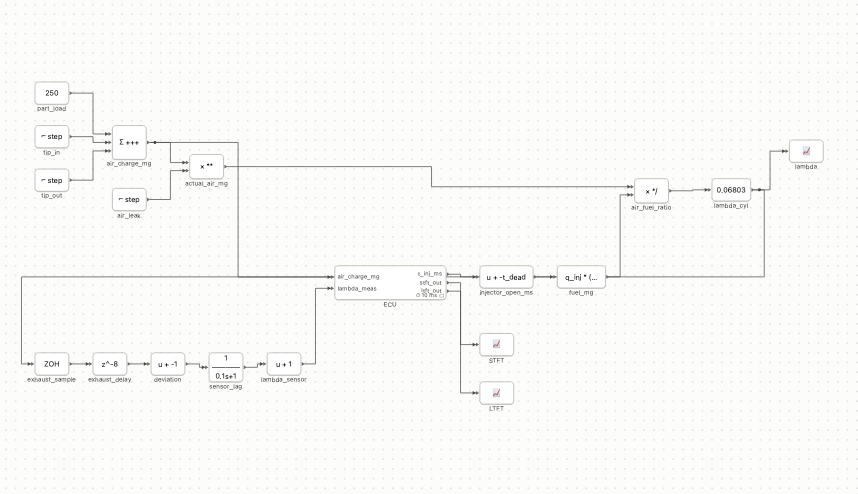 250
part_load
⌐ step
tip_in
Σ +++
air_charge_mg
⌐ step
tip_out
× **
actual_air_mg
⌐ step
air_leak
× */
air_fuel_ratio
0.06803
lambda_cyl
lambda
air_charge_mg
lambda_meas
t_inj_ms
stft_out
ltft_out
10 ms
ECU
u + -t_dead
injector_open_ms
q_inj * (...
fuel_mg
STFT
LTFT
ZOH
exhaust_sample
z^-8
exhaust_delay
u + -1
deviation
1
0.1s+1
sensor_lag
u + 1
lambda_sensor